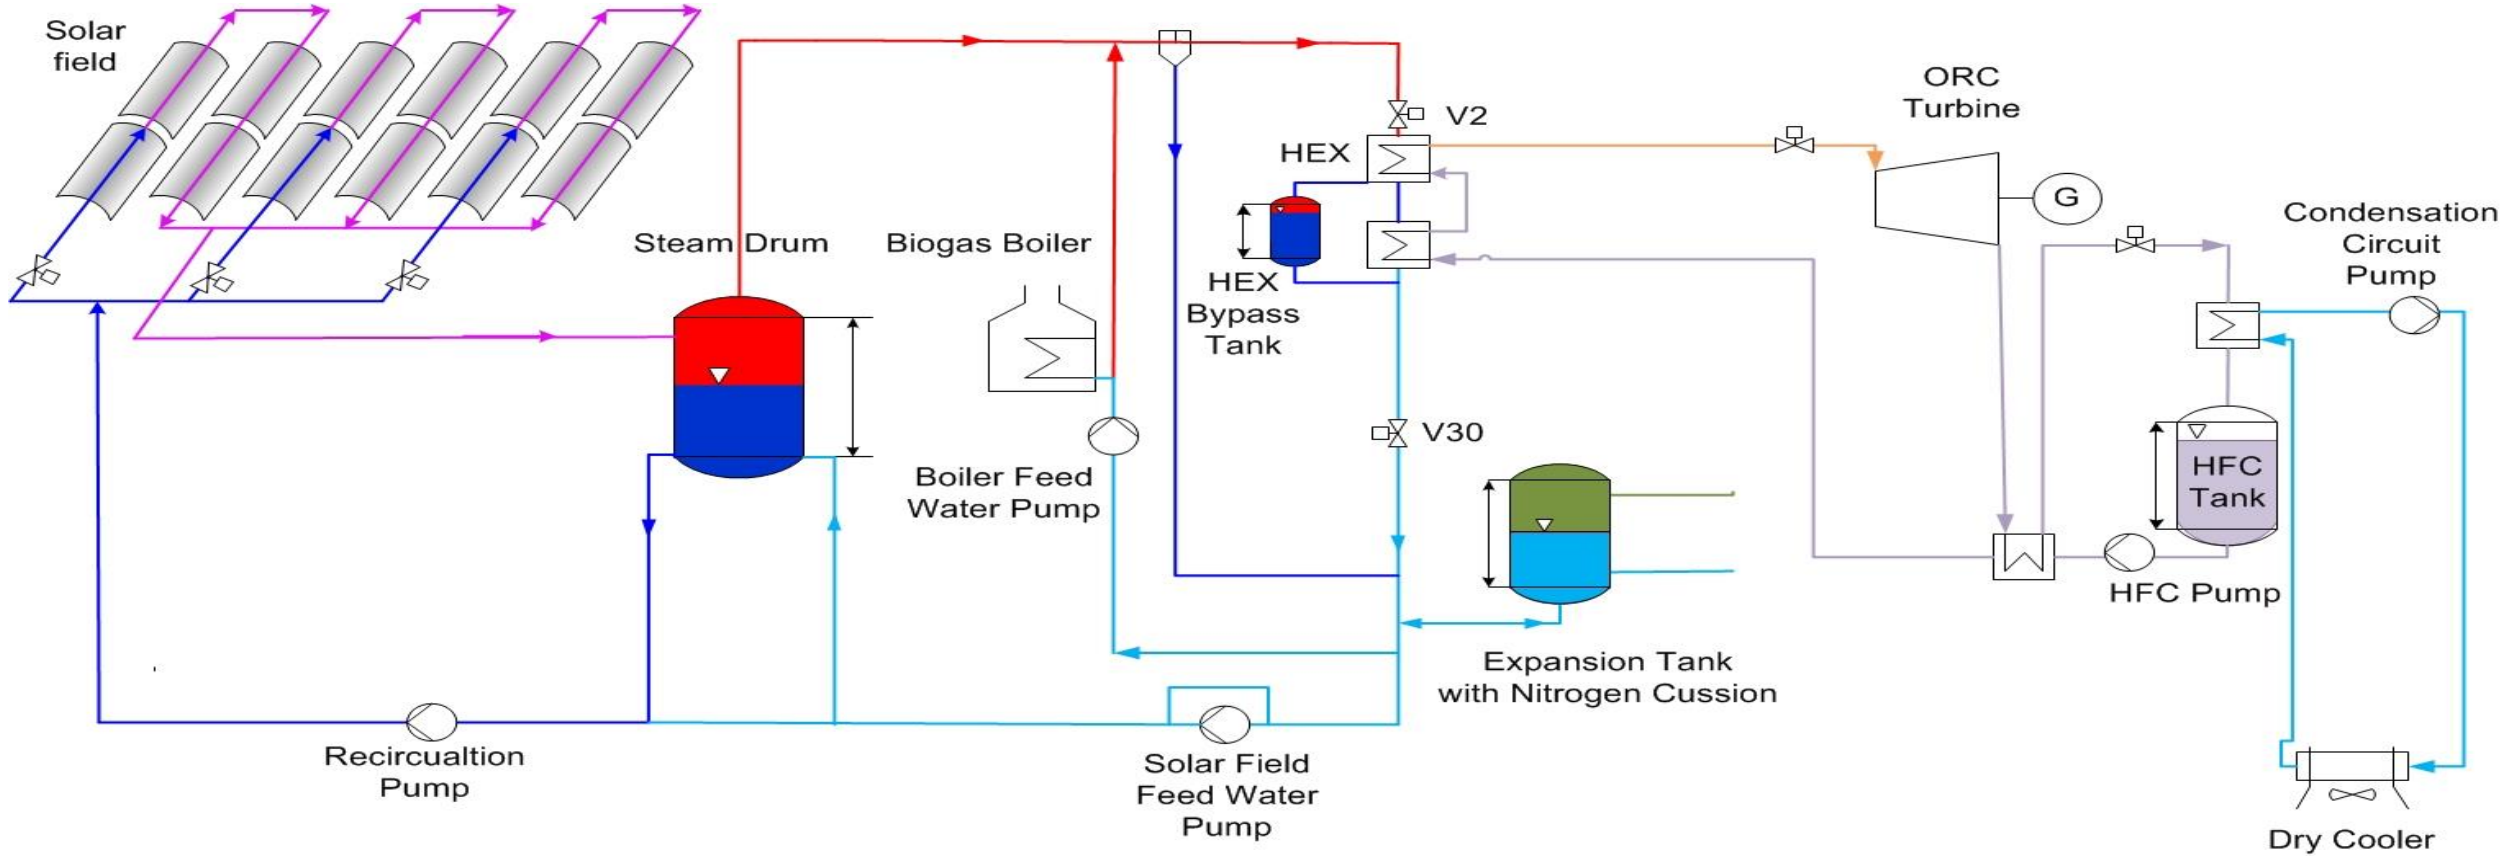 Solar
field
ORC
Turbine
V2
HEX
G
Condensation
Circuit
Pump
Steam Drum
Biogas Boiler
HEX
Bypass
Tank
V30
HFC
Tank
Boiler Feed
Water Pump
HFC Pump
Expansion Tank
with Nitrogen Cussion
Recircualtion
Pump
Solar Field
Feed Water
Pump
Dry Cooler